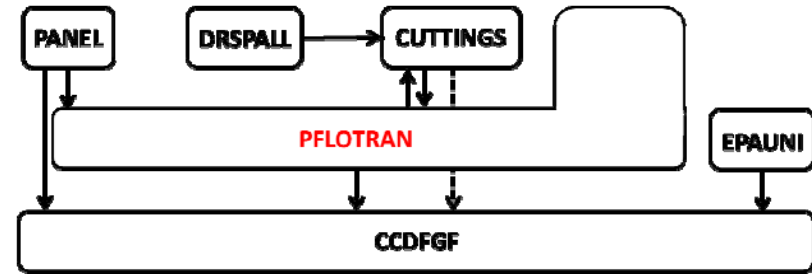 PANEL
DRSPALL
CUTTINGS
PFLOTRAN
EPAUNI
CCDFGF